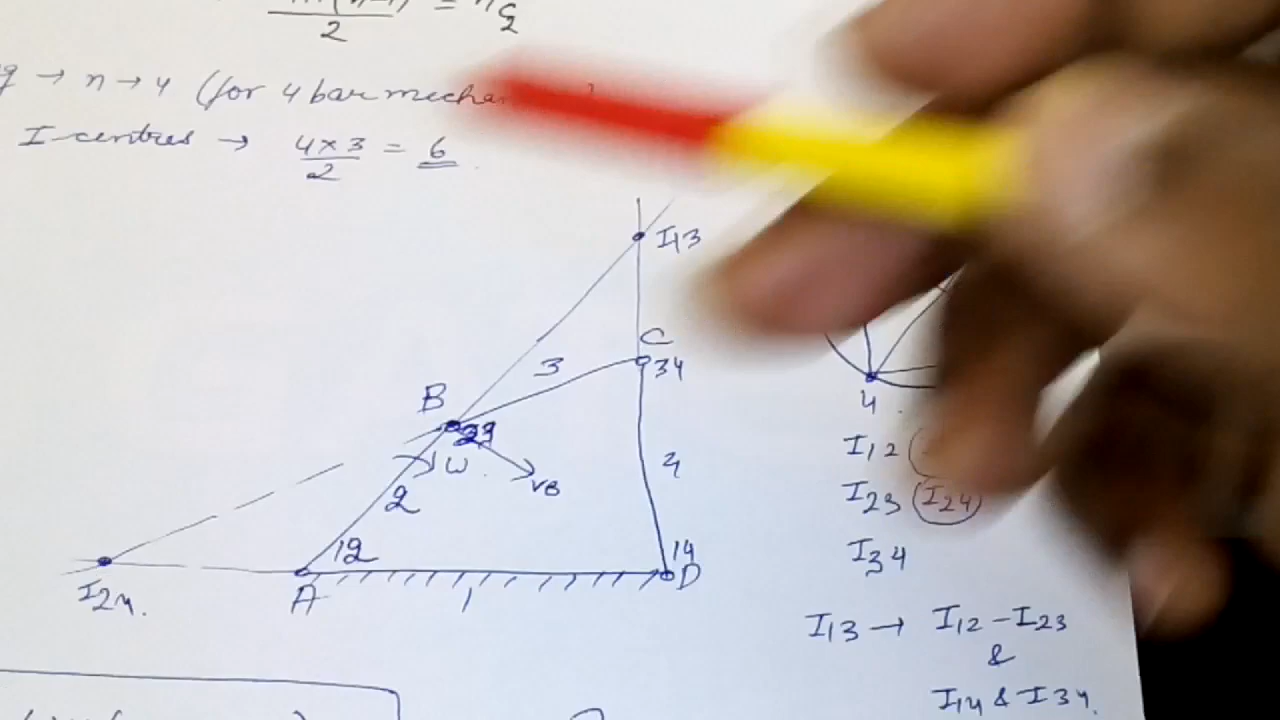 2
g → n → 4 (for 4 bar mecha
I-centres → 4 × 3 / 2 = 6
I13
C
34
3
B
23
ω
VB
2
4
12
14
I24.
A
1
D
4.
I12
I23 (I24)
I34
I13 → I12 - I23
&
I14 & I34.